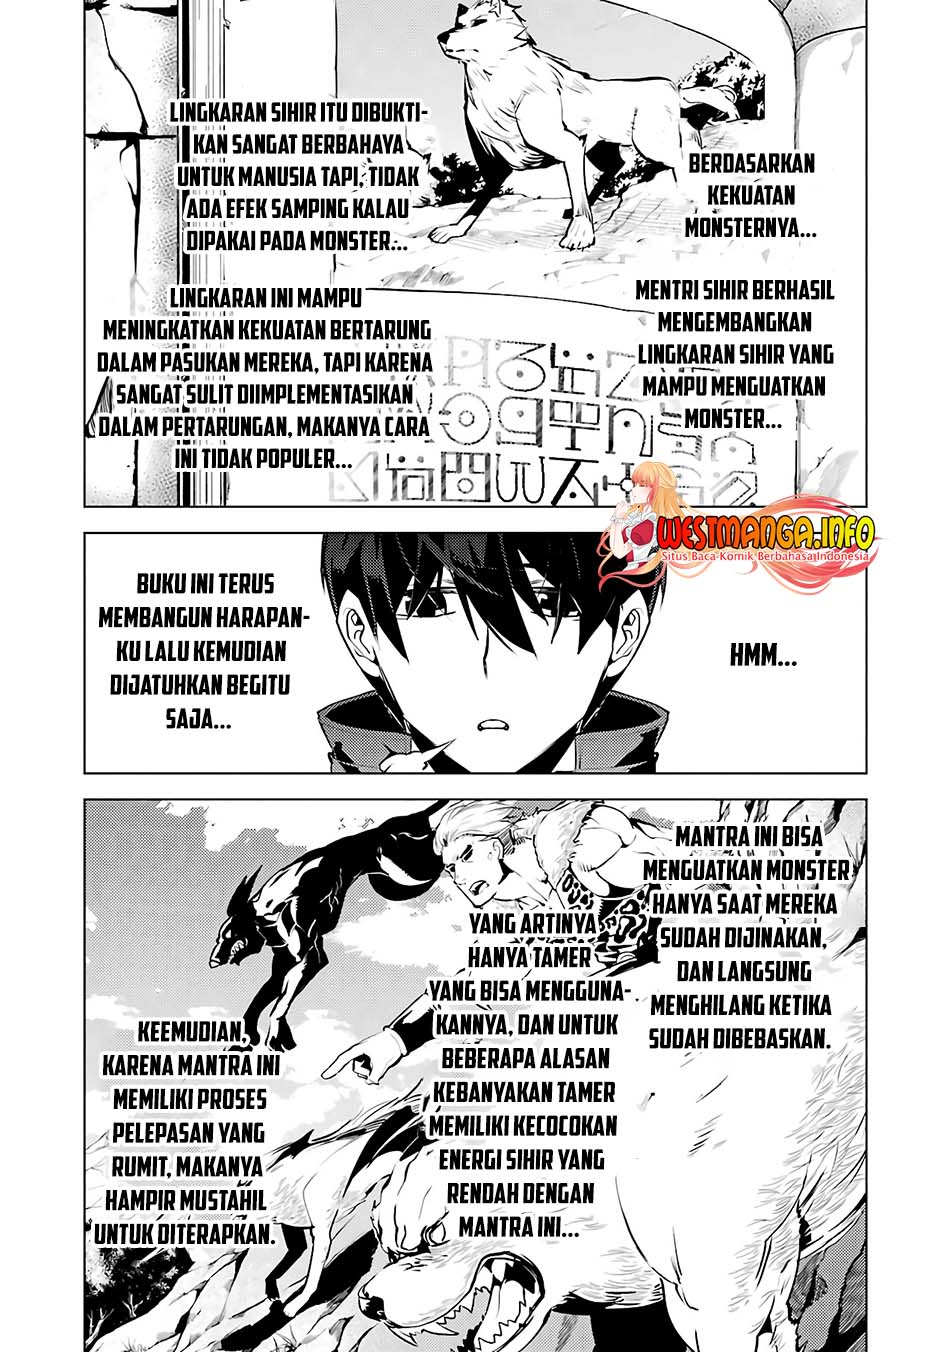 BERDASARKAN
KEKUATAN
MONSTERNYA...
MENTRI SIHIR BERHASIL
MENGEMBANGKAN
LINGKARAN SIHIR YANG
MAMPU MENGUATKAN
MONSTER...
LINGKARAN SIHIR ITU DIBUKTI-
KAN SANGAT BERBAHAYA
UNTUK MANUSIA TAPI, TIDAK
ADA EFEK SAMPING KALAU
DIPAKAI PADA MONSTER...
LINGKARAN INI MAMPU
MENINGKATKAN KEKUATAN BERTARUNG
DALAM PASUKAN MEREKA, TAPI KARENA
SANGAT SULIT DIIMPLEMENTASIKAN
DALAM PERTARUNGAN, MAKANYA CARA
INI TIDAK POPULER...
WESTMANGA.INFO
Situs Baca Komik Berbahasa Indonesia
HMM...
BUKU INI TERUS
MEMBANGUN HARAPAN-
KU LALU KEMUDIAN
DIJATUHKAN BEGITU
SAJA...
MANTRA INI BISA
MENGUATKAN MONSTER
HANYA SAAT MEREKA
SUDAH DIJINAKAN,
DAN LANGSUNG
MENGHILANG KETIKA
SUDAH DIBEBASKAN.
YANG ARTINYA
HANYA TAMER
YANG BISA MENGGUNA-
KANNYA, DAN UNTUK
BEBERAPA ALASAN
KEBANYAKAN TAMER
MEMILIKI KECOCOKAN
ENERGI SIHIR YANG
RENDAH DENGAN
MANTRA INI...
KEEMUDIAN,
KARENA MANTRA INI
MEMILIKI PROSES
PELEPASAN YANG
RUMIT, MAKANYA
HAMPIR MUSTAHIL
UNTUK DITERAPKAN.